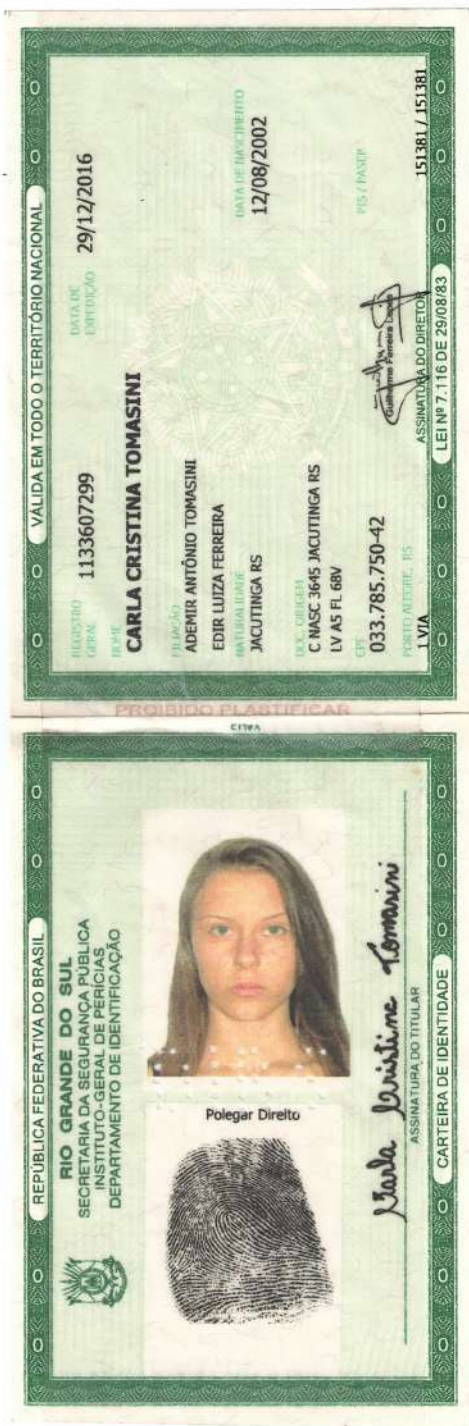 REPÚBLICA FEDERATIVA DO BRASIL
RIO GRANDE DO SUL
SECRETARIA DA SEGURANÇA PÚBLICA
INSTITUTO-GERAL DE PERÍCIAS
DEPARTAMENTO DE IDENTIFICAÇÃO
Polegar Direito
Carla Cristina Tomasini
ASSINATURA DO TITULAR
CARTEIRA DE IDENTIDADE
PROIBIDO PLASTIFICAR
VÁLIDA EM TODO O TERRITÓRIO NACIONAL
REGISTRO GERAL 1133607299 DATA DE EXPEDIÇÃO 29/12/2016
NOME
CARLA CRISTINA TOMASINI
FILIAÇÃO
ADEMIR ANTÔNIO TOMASINI
EDIR LUIZA FERREIRA
NATURALIDADE DATA DE NASCIMENTO
JACUTINGA RS 12/08/2002
DOC. ORIGEM
C NASC 3645 JACUTINGA RS
LV A5 FL 68V
CPF PIS / PASEP
033.785.750-42
PORTO ALEGRE, RS
Guilherme Ferreira Lopes
1 VIA ASSINATURA DO DIRETOR 151381 / 151381
LEI Nº 7.116 DE 29/08/83